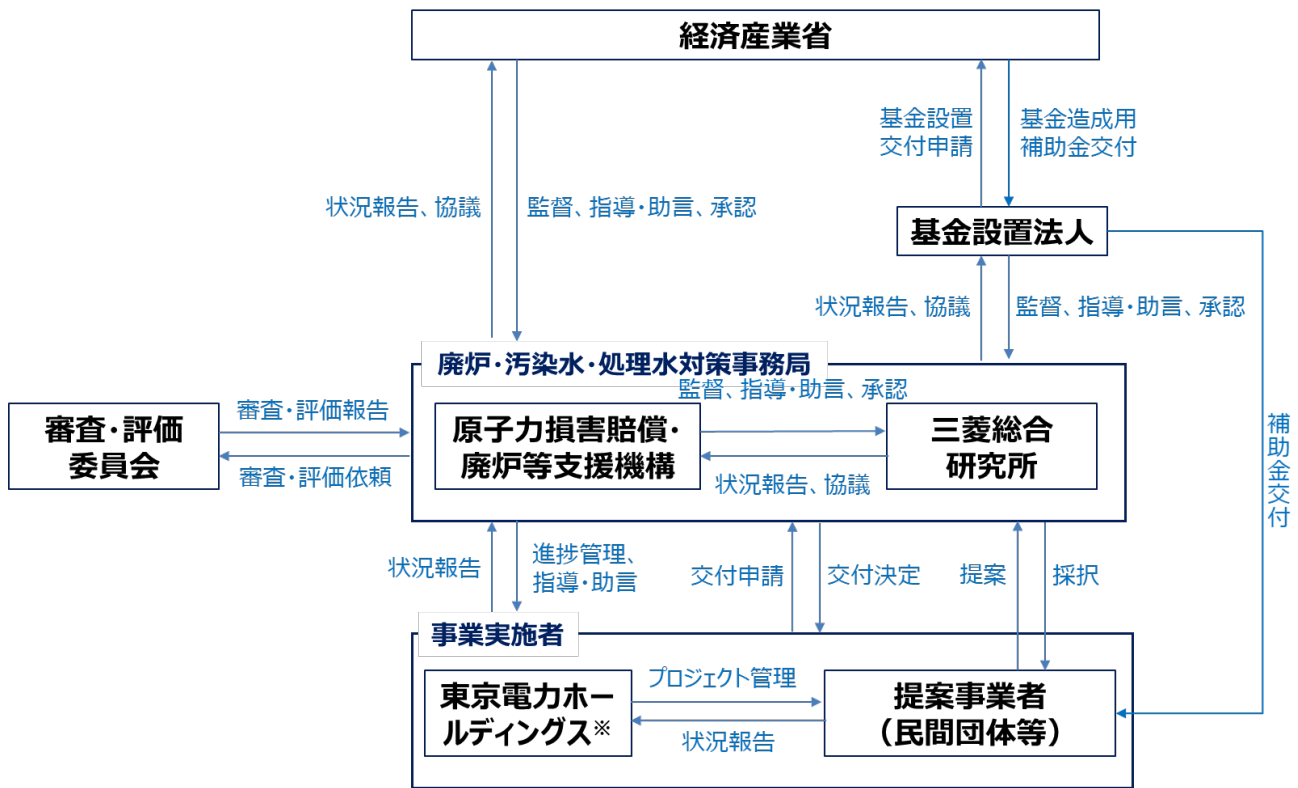 経済産業省
基金設置
交付申請
基金造成用
補助金交付
状況報告、協議
監督、指導・助言、承認
基金設置法人
状況報告、協議
監督、指導・助言、承認
廃炉・汚染水・処理水対策事務局
監督、指導・助言、承認
審査・評価
委員会
審査・評価報告
審査・評価依頼
原子力損害賠償・
廃炉等支援機構
三菱総合
研究所
状況報告、協議
補助金交付
状況報告
進捗管理、
指導・助言
交付申請
交付決定
提案
採択
事業実施者
東京電力ホー
ルディングス※
プロジェクト管理
状況報告
提案事業者
（民間団体等）